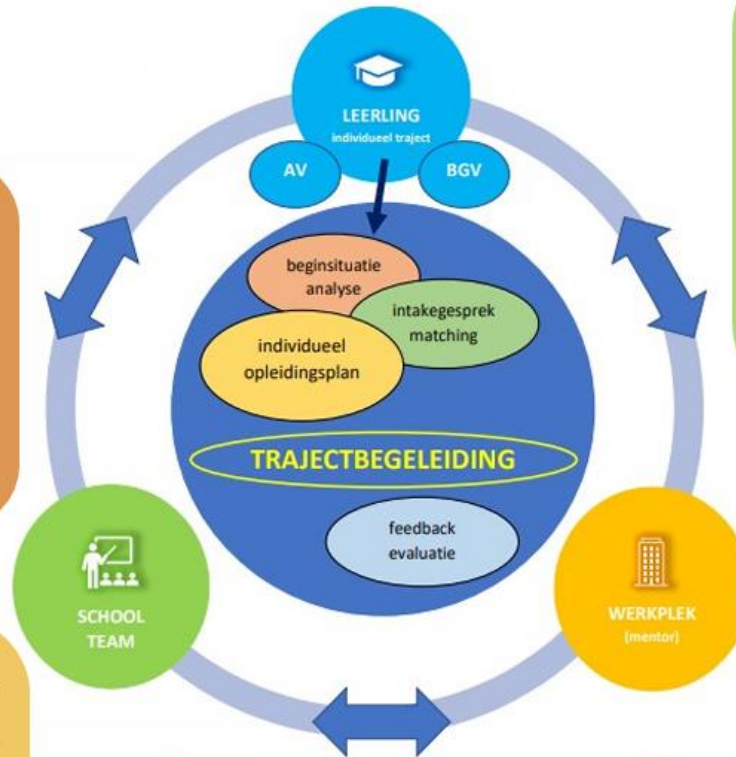 LEERLING
individueel traject
AV
BGV
beginsituatie
analyse
intakegesprek
matching
individueel
opleidingsplan
TRAJECTBEGELEIDING
feedback
evaluatie
SCHOOL
TEAM
WERKPLEK
(mentor)